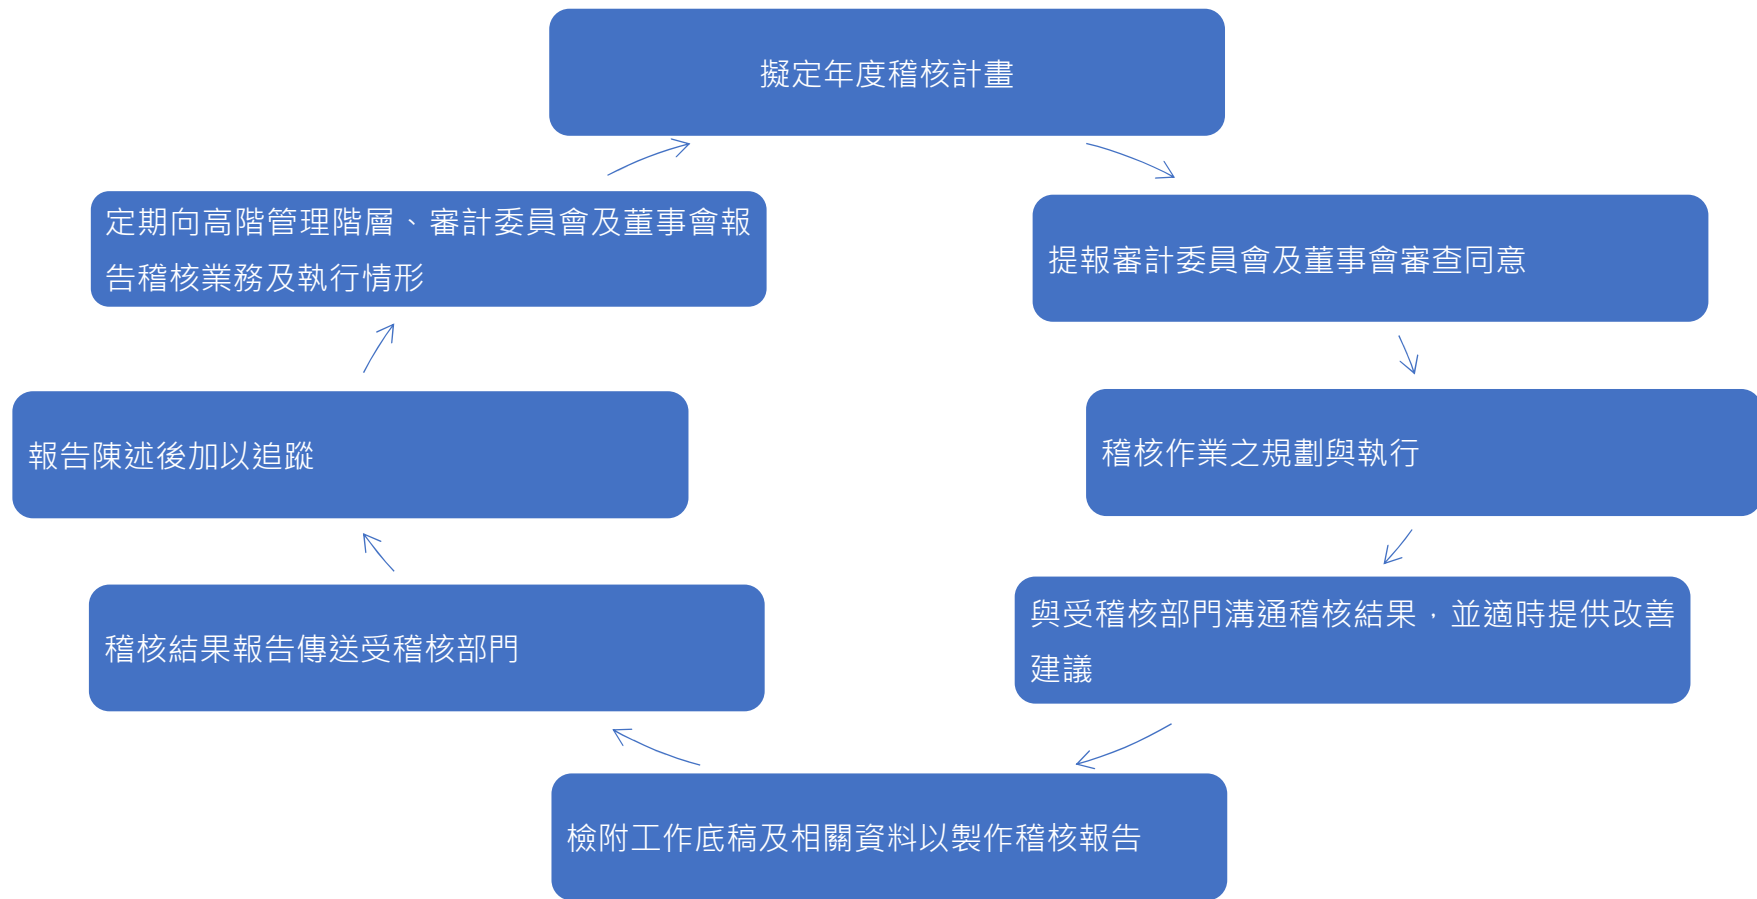 擬定年度稽核計畫
提報審計委員會及董事會審查同意
稽核作業之規劃與執行
與受稽核部門溝通稽核結果，並適時提供改善
建議
檢附工作底稿及相關資料以製作稽核報告
稽核結果報告傳送受稽核部門
報告陳述後加以追蹤
定期向高階管理階層、審計委員會及董事會報
告稽核業務及執行情形